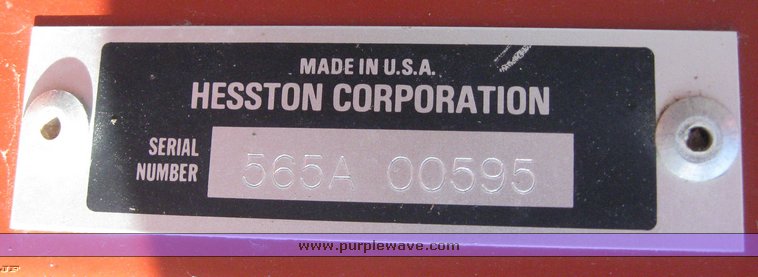 MADE IN U.S.A.
HESSTON CORPORATION
SERIAL NUMBER
565A 00595
www.purplewave.com